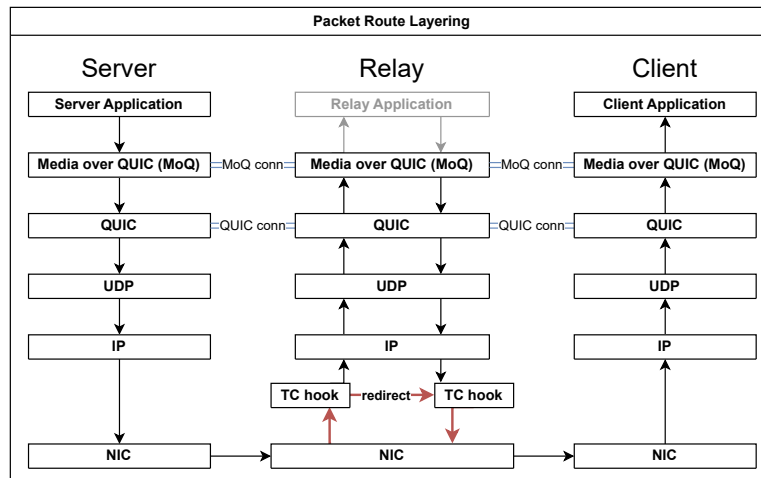 Packet Route Layering
Server Relay Client
Server Application Relay Application Client Application
Media over QUIC (MoQ) MoQ conn Media over QUIC (MoQ) MoQ conn Media over QUIC (MoQ)
QUIC QUIC conn QUIC QUIC conn QUIC
UDP UDP UDP
IP IP IP
TC hook redirect TC hook
NIC NIC NIC